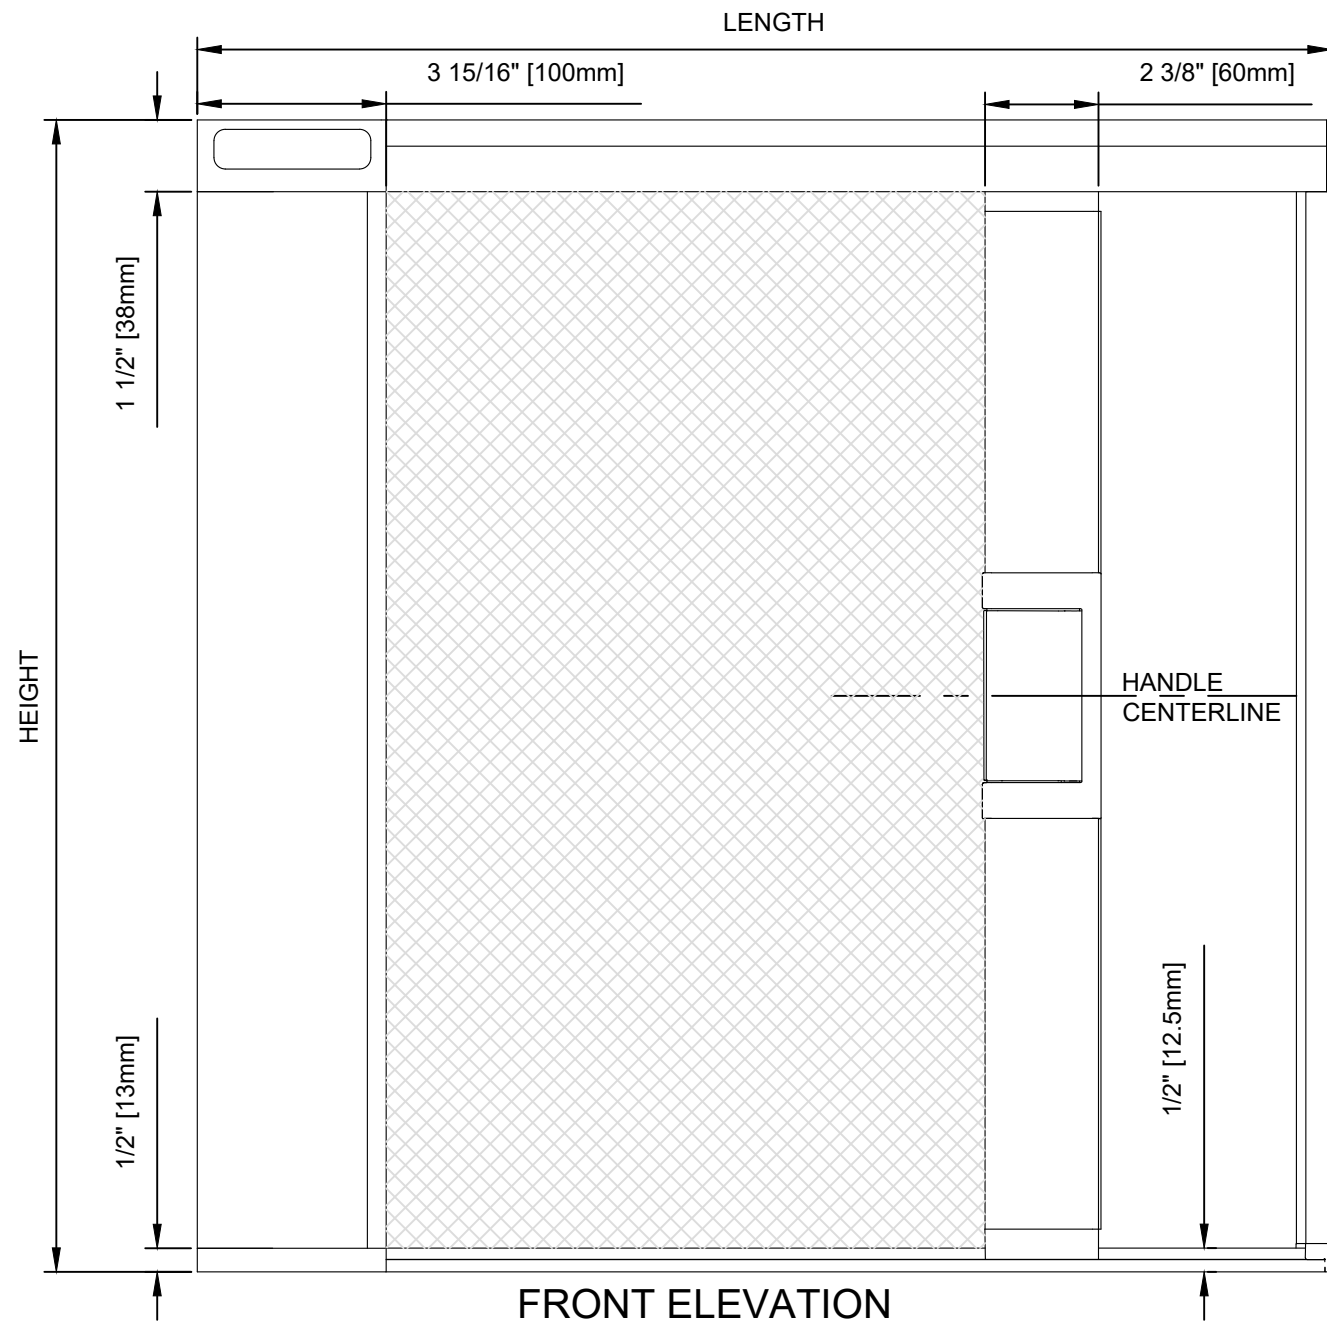 LENGTH
3 15/16" [100mm]
2 3/8" [60mm]
1 1/2" [38mm]
HEIGHT
HANDLE
CENTERLINE
1/2" [13mm]
1/2" [12.5mm]
FRONT ELEVATION